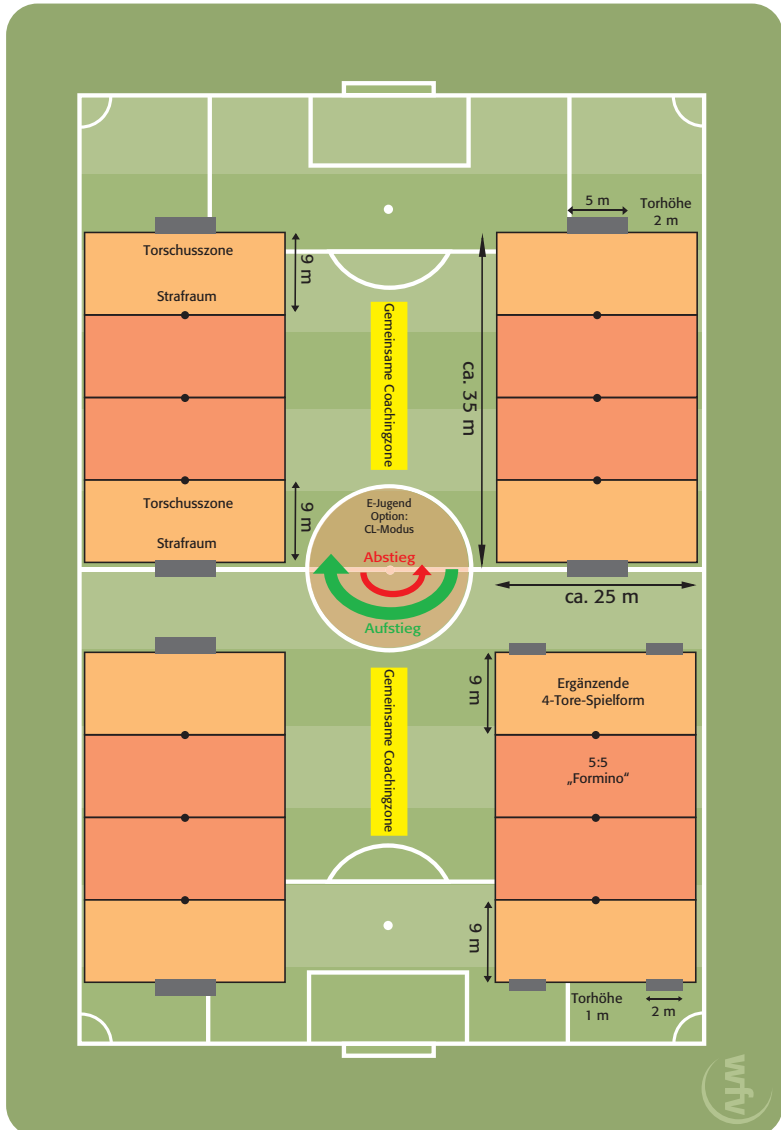 5 m
Torhöhe
2 m
Torschusszone
9 m
Strafraum
Gemeinsame Coachingzone
ca. 35 m
Torschusszone
9 m
Strafraum
E-Jugend
Option:
CL-Modus
Abstieg
Aufstieg
ca. 25 m
Gemeinsame Coachingzone
9 m
Ergänzende
4-Tore-Spielform
5:5
„Formino“
9 m
Torhöhe
1 m
2 m
wfv